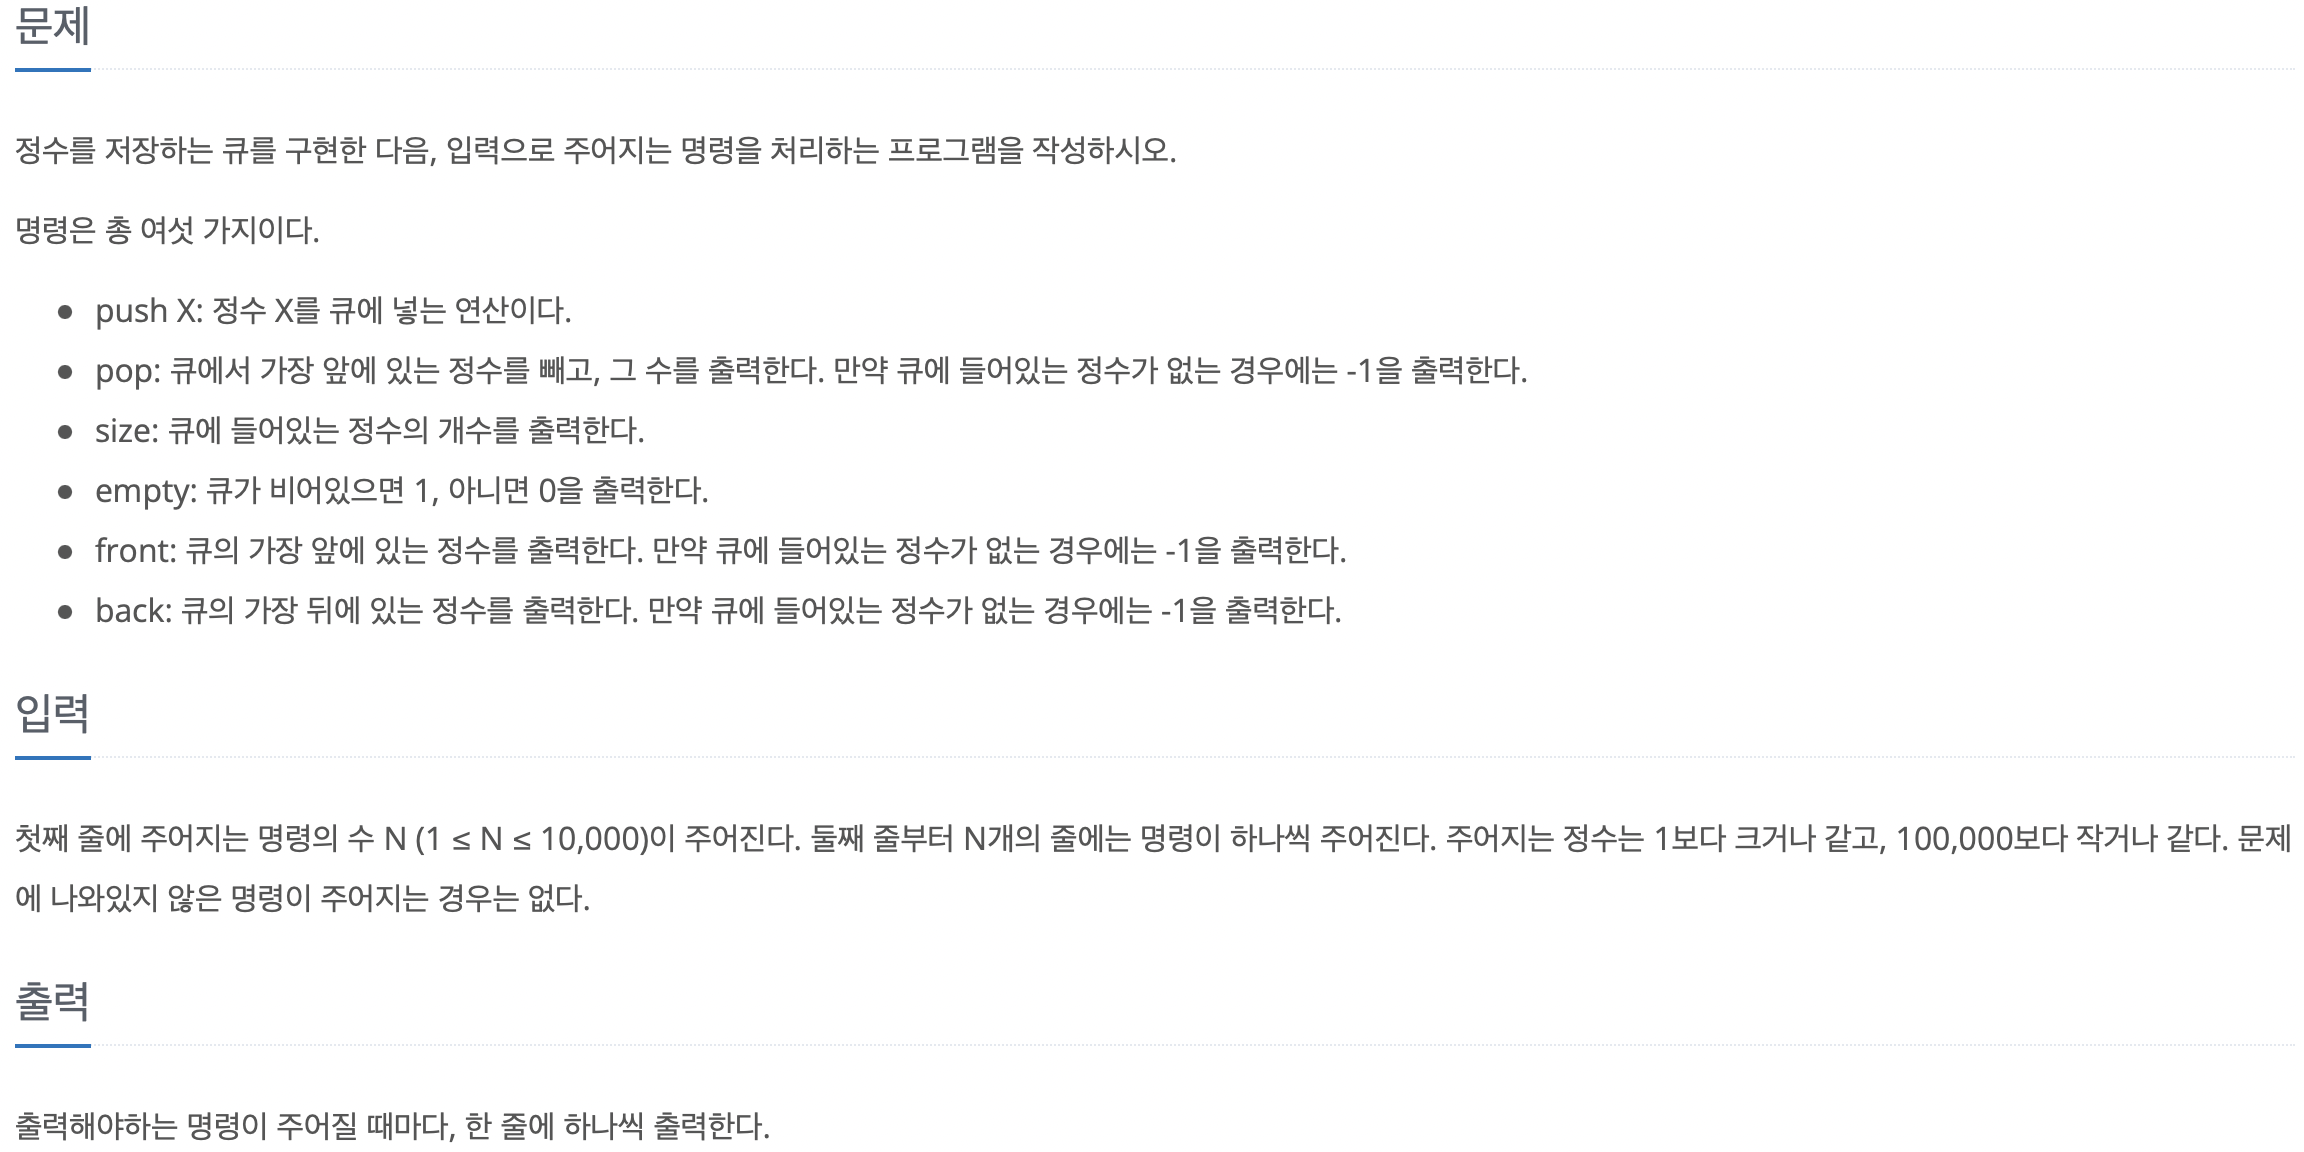 문제
정수를 저장하는 큐를 구현한 다음, 입력으로 주어지는 명령을 처리하는 프로그램을 작성하시오.
명령은 총 여섯 가지이다.
push X: 정수 X를 큐에 넣는 연산이다.
pop: 큐에서 가장 앞에 있는 정수를 빼고, 그 수를 출력한다. 만약 큐에 들어있는 정수가 없는 경우에는 -1을 출력한다.
size: 큐에 들어있는 정수의 개수를 출력한다.
empty: 큐가 비어있으면 1, 아니면 0을 출력한다.
front: 큐의 가장 앞에 있는 정수를 출력한다. 만약 큐에 들어있는 정수가 없는 경우에는 -1을 출력한다.
back: 큐의 가장 뒤에 있는 정수를 출력한다. 만약 큐에 들어있는 정수가 없는 경우에는 -1을 출력한다.
입력
첫째 줄에 주어지는 명령의 수 N (1 ≤ N ≤ 10,000)이 주어진다. 둘째 줄부터 N개의 줄에는 명령이 하나씩 주어진다. 주어지는 정수는 1보다 크거나 같고, 100,000보다 작거나 같다. 문제
에 나와있지 않은 명령이 주어지는 경우는 없다.
출력
출력해야하는 명령이 주어질 때마다, 한 줄에 하나씩 출력한다.